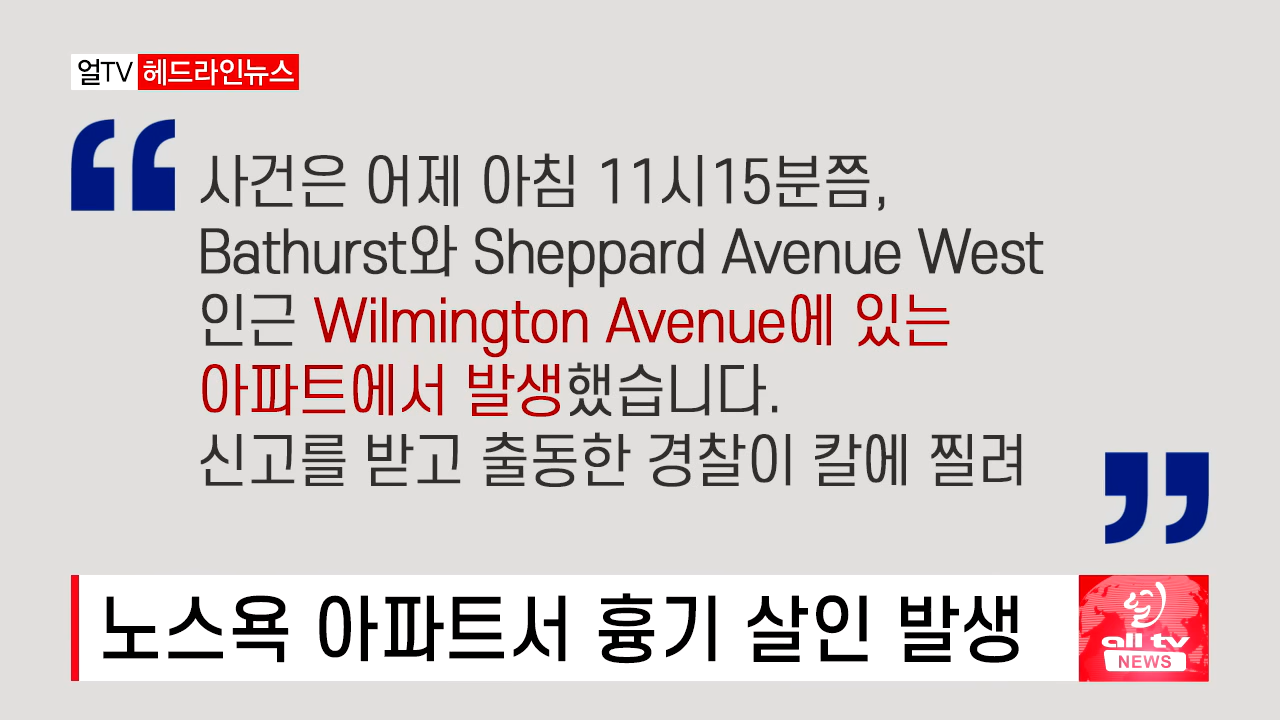 얼TV 헤드라인뉴스
사건은 어제 아침 11시15분쯤,
Bathurst와 Sheppard Avenue West
인근 Wilmington Avenue에 있는
아파트에서 발생했습니다.
신고를 받고 출동한 경찰이 칼에 찔려
노스욕 아파트서 흉기 살인 발생
all tv
NEWS